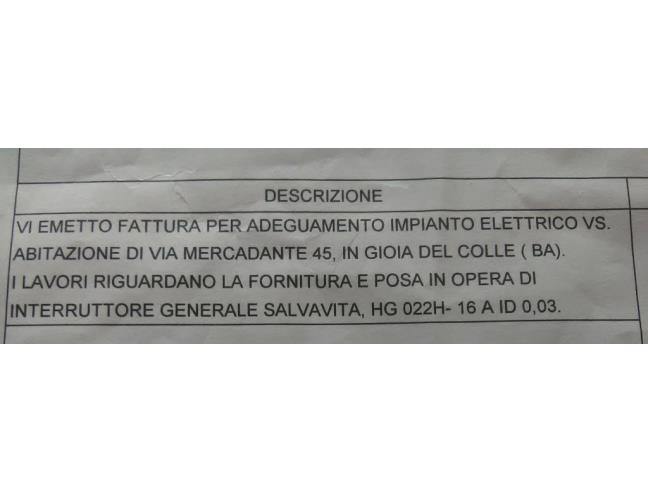 DESCRIZIONE
VI EMETTO FATTURA PER ADEGUAMENTO IMPIANTO ELETTRICO VS.
ABITAZIONE DI VIA MERCADANTE 45, IN GIOIA DEL COLLE ( BA).
I LAVORI RIGUARDANO LA FORNITURA E POSA IN OPERA DI
INTERRUTTORE GENERALE SALVAVITA, HG 022H- 16 A ID 0,03.